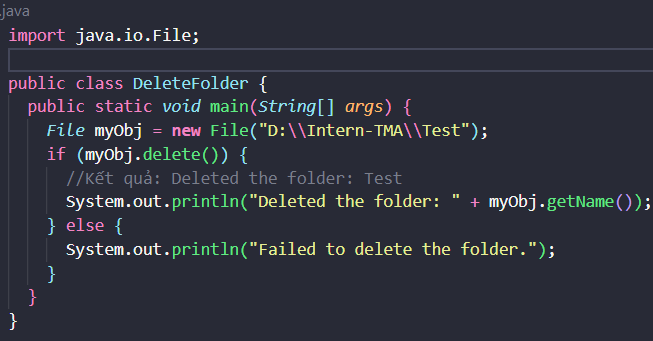 .java
import java.io.File;
public class DeleteFolder {
public static void main(String[] args) {
File myObj = new File("D:\\Intern-TMA\\Test");
if (myObj.delete()) {
//Kết quả: Deleted the folder: Test
System.out.println("Deleted the folder: " + myObj.getName());
} else {
System.out.println("Failed to delete the folder.");
}
}
}